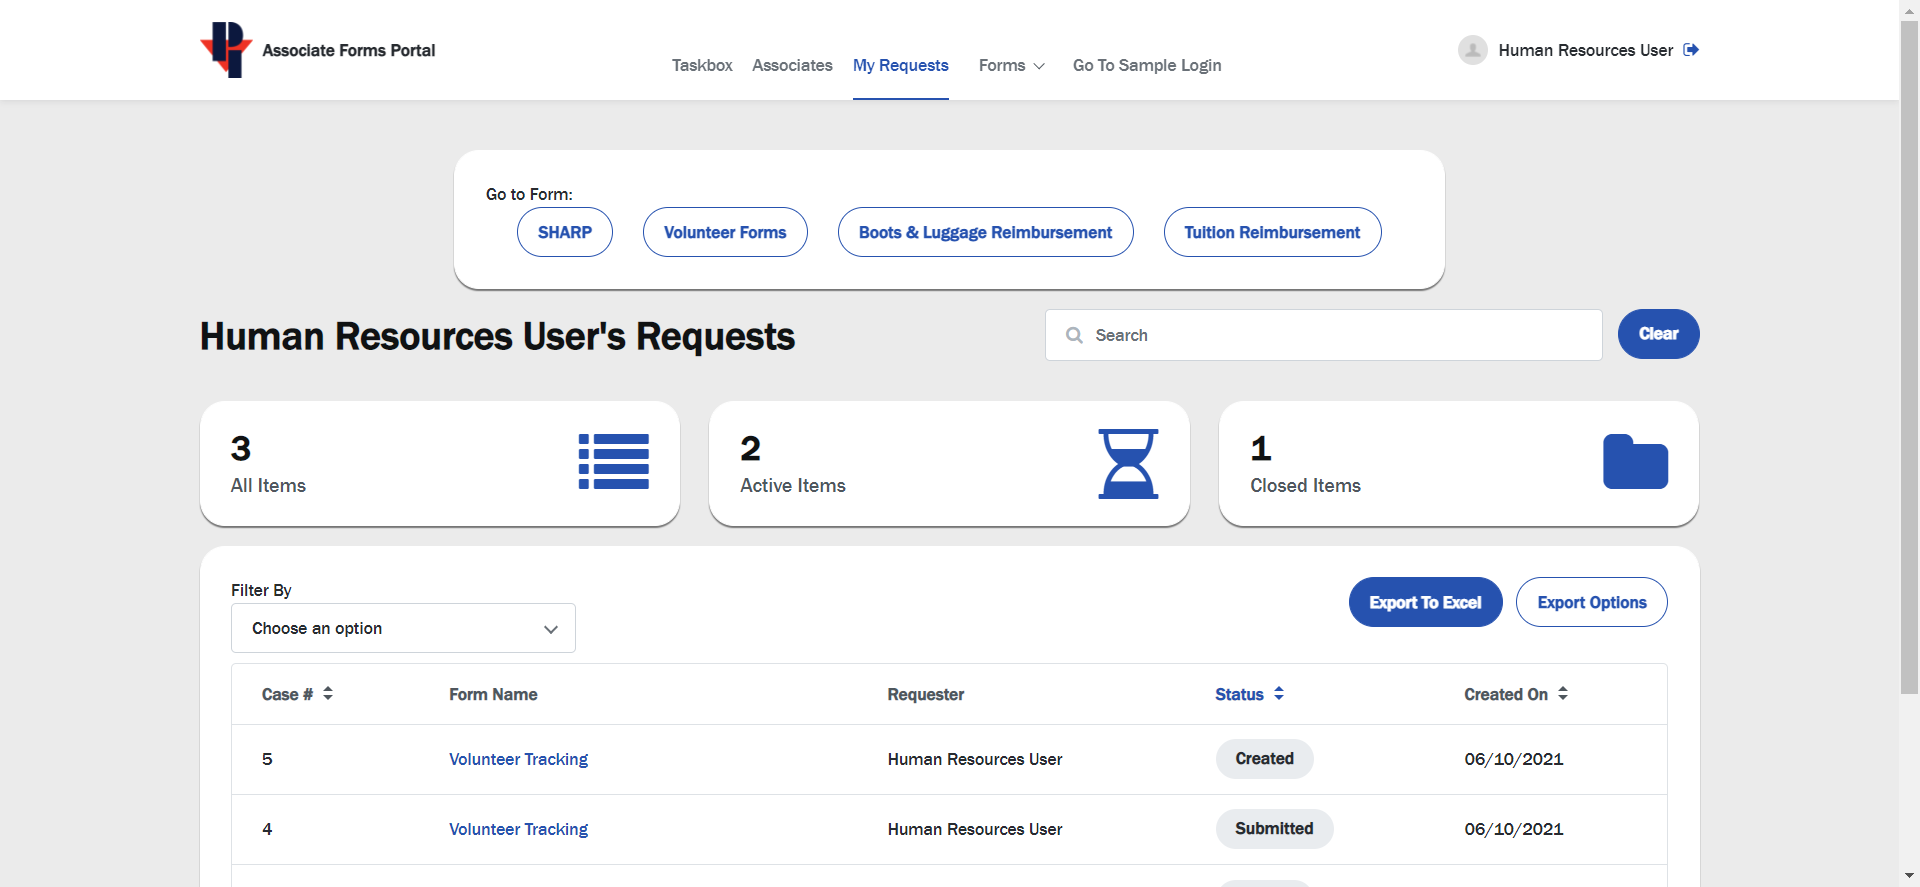 Associate Forms Portal
Taskbox Associates My Requests Forms Go To Sample Login
Human Resources User
Go to Form:
SHARP Volunteer Forms Boots & Luggage Reimbursement Tuition Reimbursement
Human Resources User's Requests
Search
Clear
3
All Items
2
Active Items
1
Closed Items
Filter By
Choose an option
Export To Excel Export Options
Case # Form Name Requester Status Created On
5 Volunteer Tracking Human Resources User Created 06/10/2021
4 Volunteer Tracking Human Resources User Submitted 06/10/2021